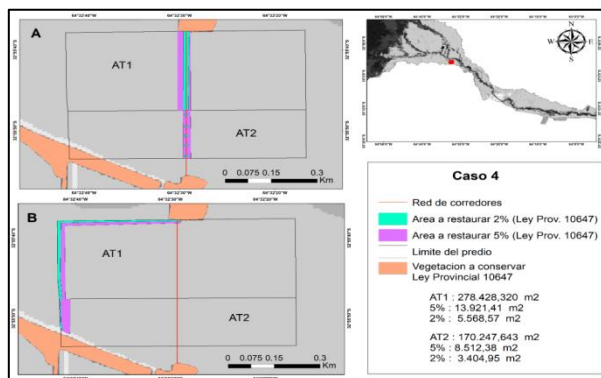 A
AT1
AT2
0 0.075 0.15 0.3
Km
B
AT1
AT2
0 0.075 0.15 0.3
Km
N
W E
S
Caso 4
Red de corredores
Area a restaurar 2% (Ley Prov. 10647)
Area a restaurar 5% (Ley Prov. 10647)
Limite del predio
Vegetacion a conservar
Ley Provincial 10647
AT1 : 278.428,320 m2
5% : 13.921,41 m2
2% : 5.568,57 m2
AT2 : 170.247,643 m2
5% : 8.512,38 m2
2% : 3.404,95 m2